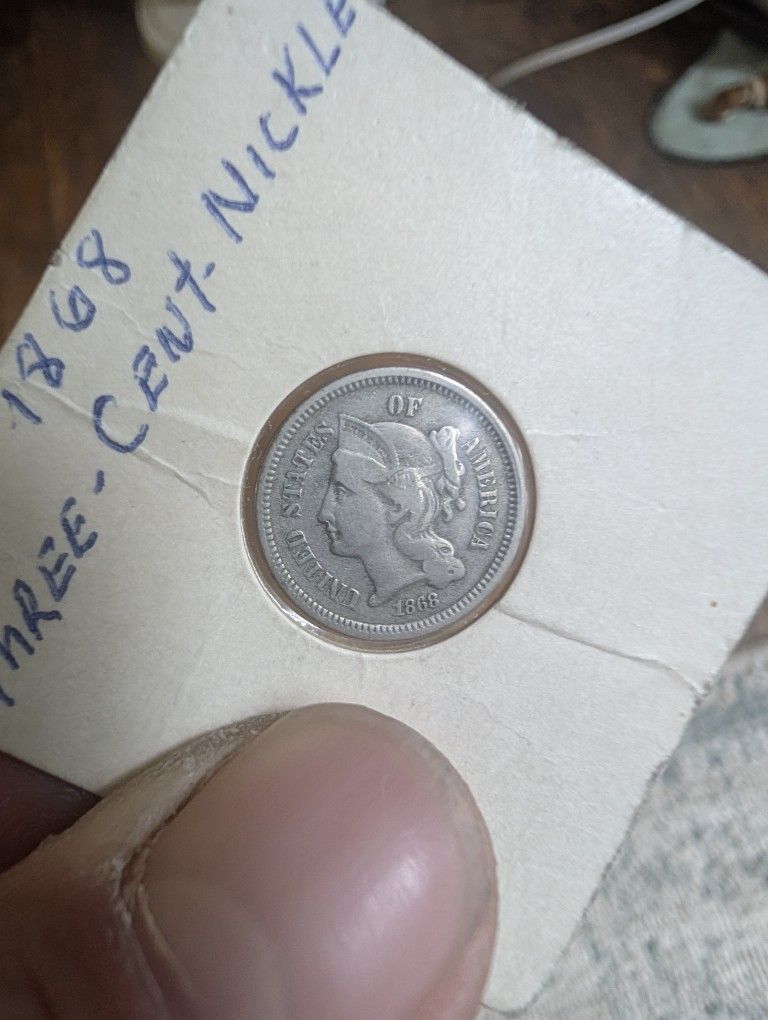 1868
THREE-CENT-NICKLE
UNITED STATES OF AMERICA
1868